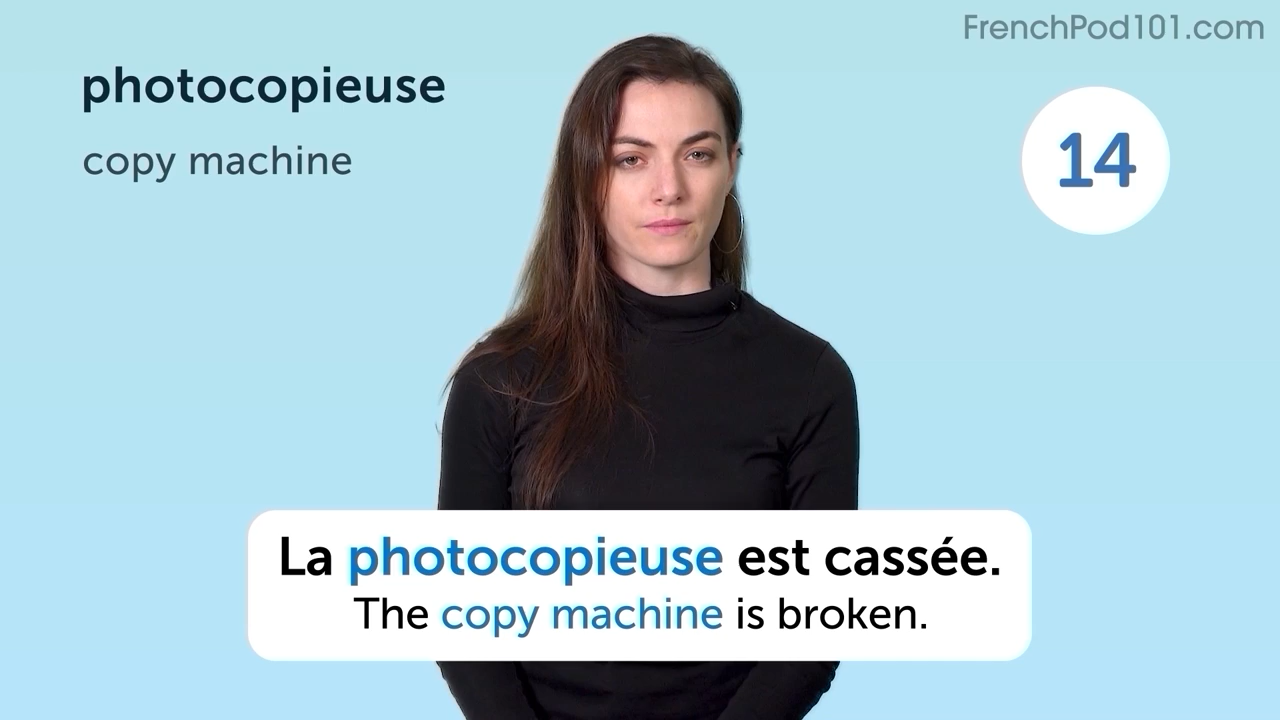 FrenchPod101.com
photocopieuse
copy machine
14
La photocopieuse est cassée.
The copy machine is broken.